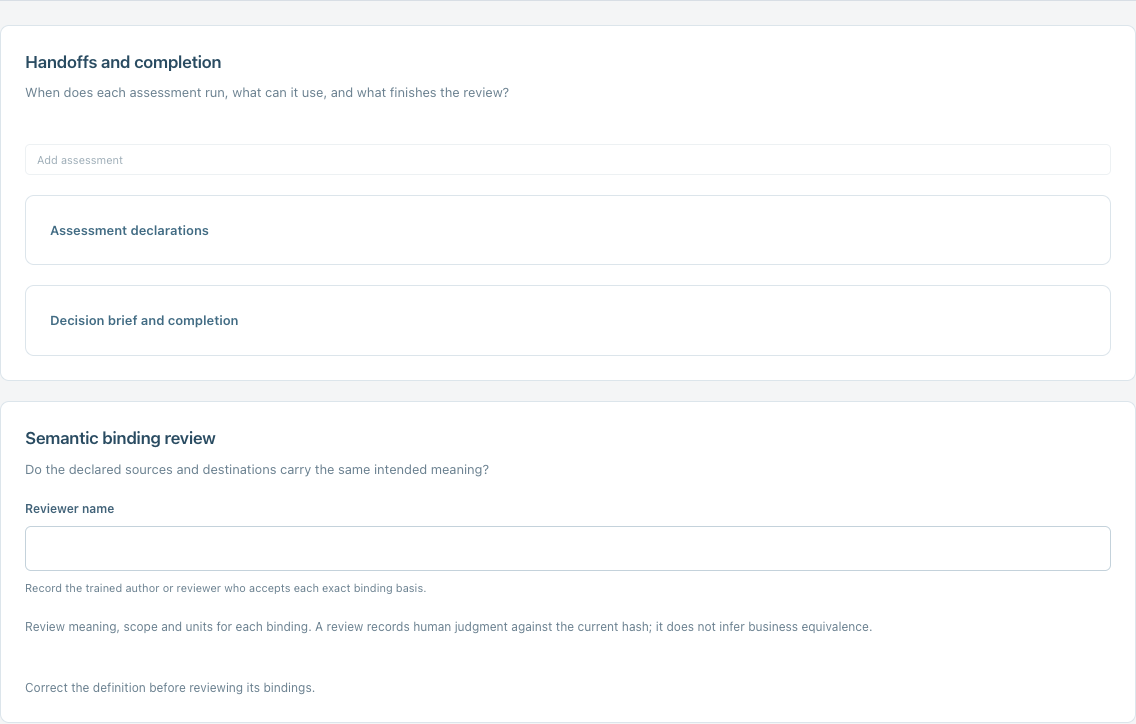 Handoffs and completion
When does each assessment run, what can it use, and what finishes the review?
Add assessment
Assessment declarations
Decision brief and completion
Semantic binding review
Do the declared sources and destinations carry the same intended meaning?
Reviewer name
Record the trained author or reviewer who accepts each exact binding basis.
Review meaning, scope and units for each binding. A review records human judgment against the current hash; it does not infer business equivalence.
Correct the definition before reviewing its bindings.